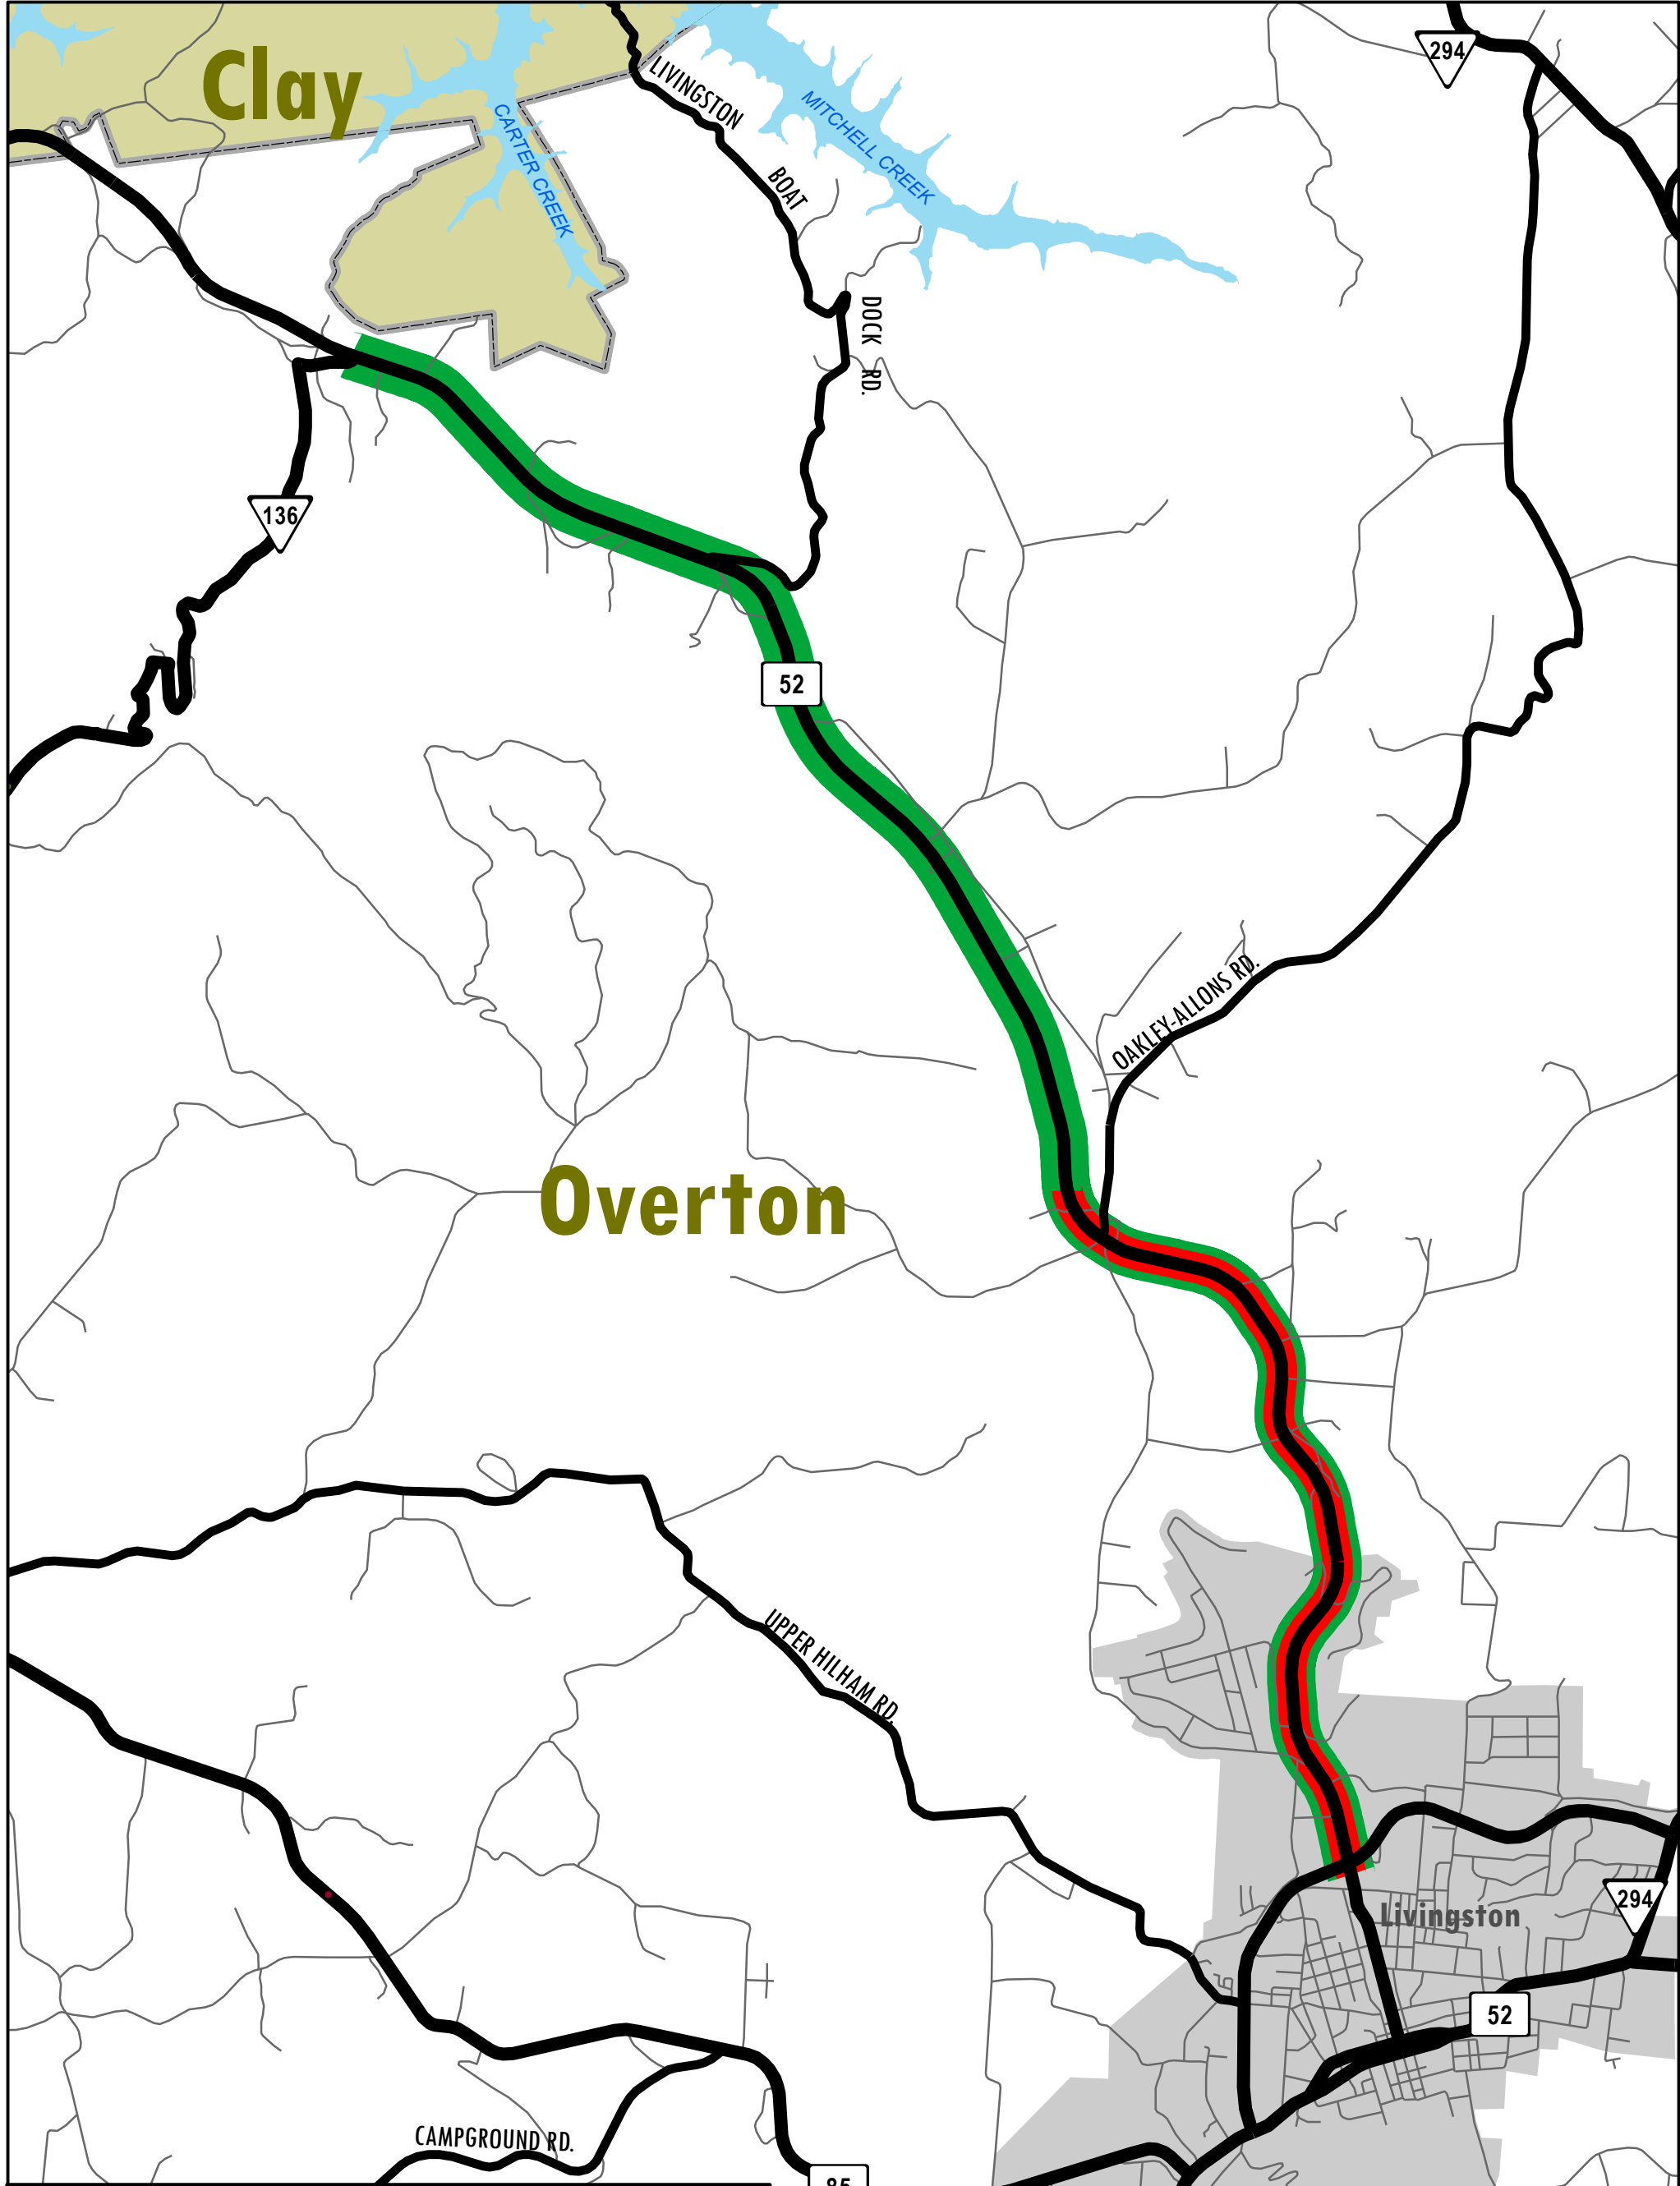 294
Clay
LIVINGSTON
CARTER CREEK
MITCHELL CREEK
BOAT
DOCK RD.
136
52
OAKLEY-ALLONS RD.
Overton
UPPER HILHAM RD.
294
Livingston
52
CAMPGROUND RD.
85